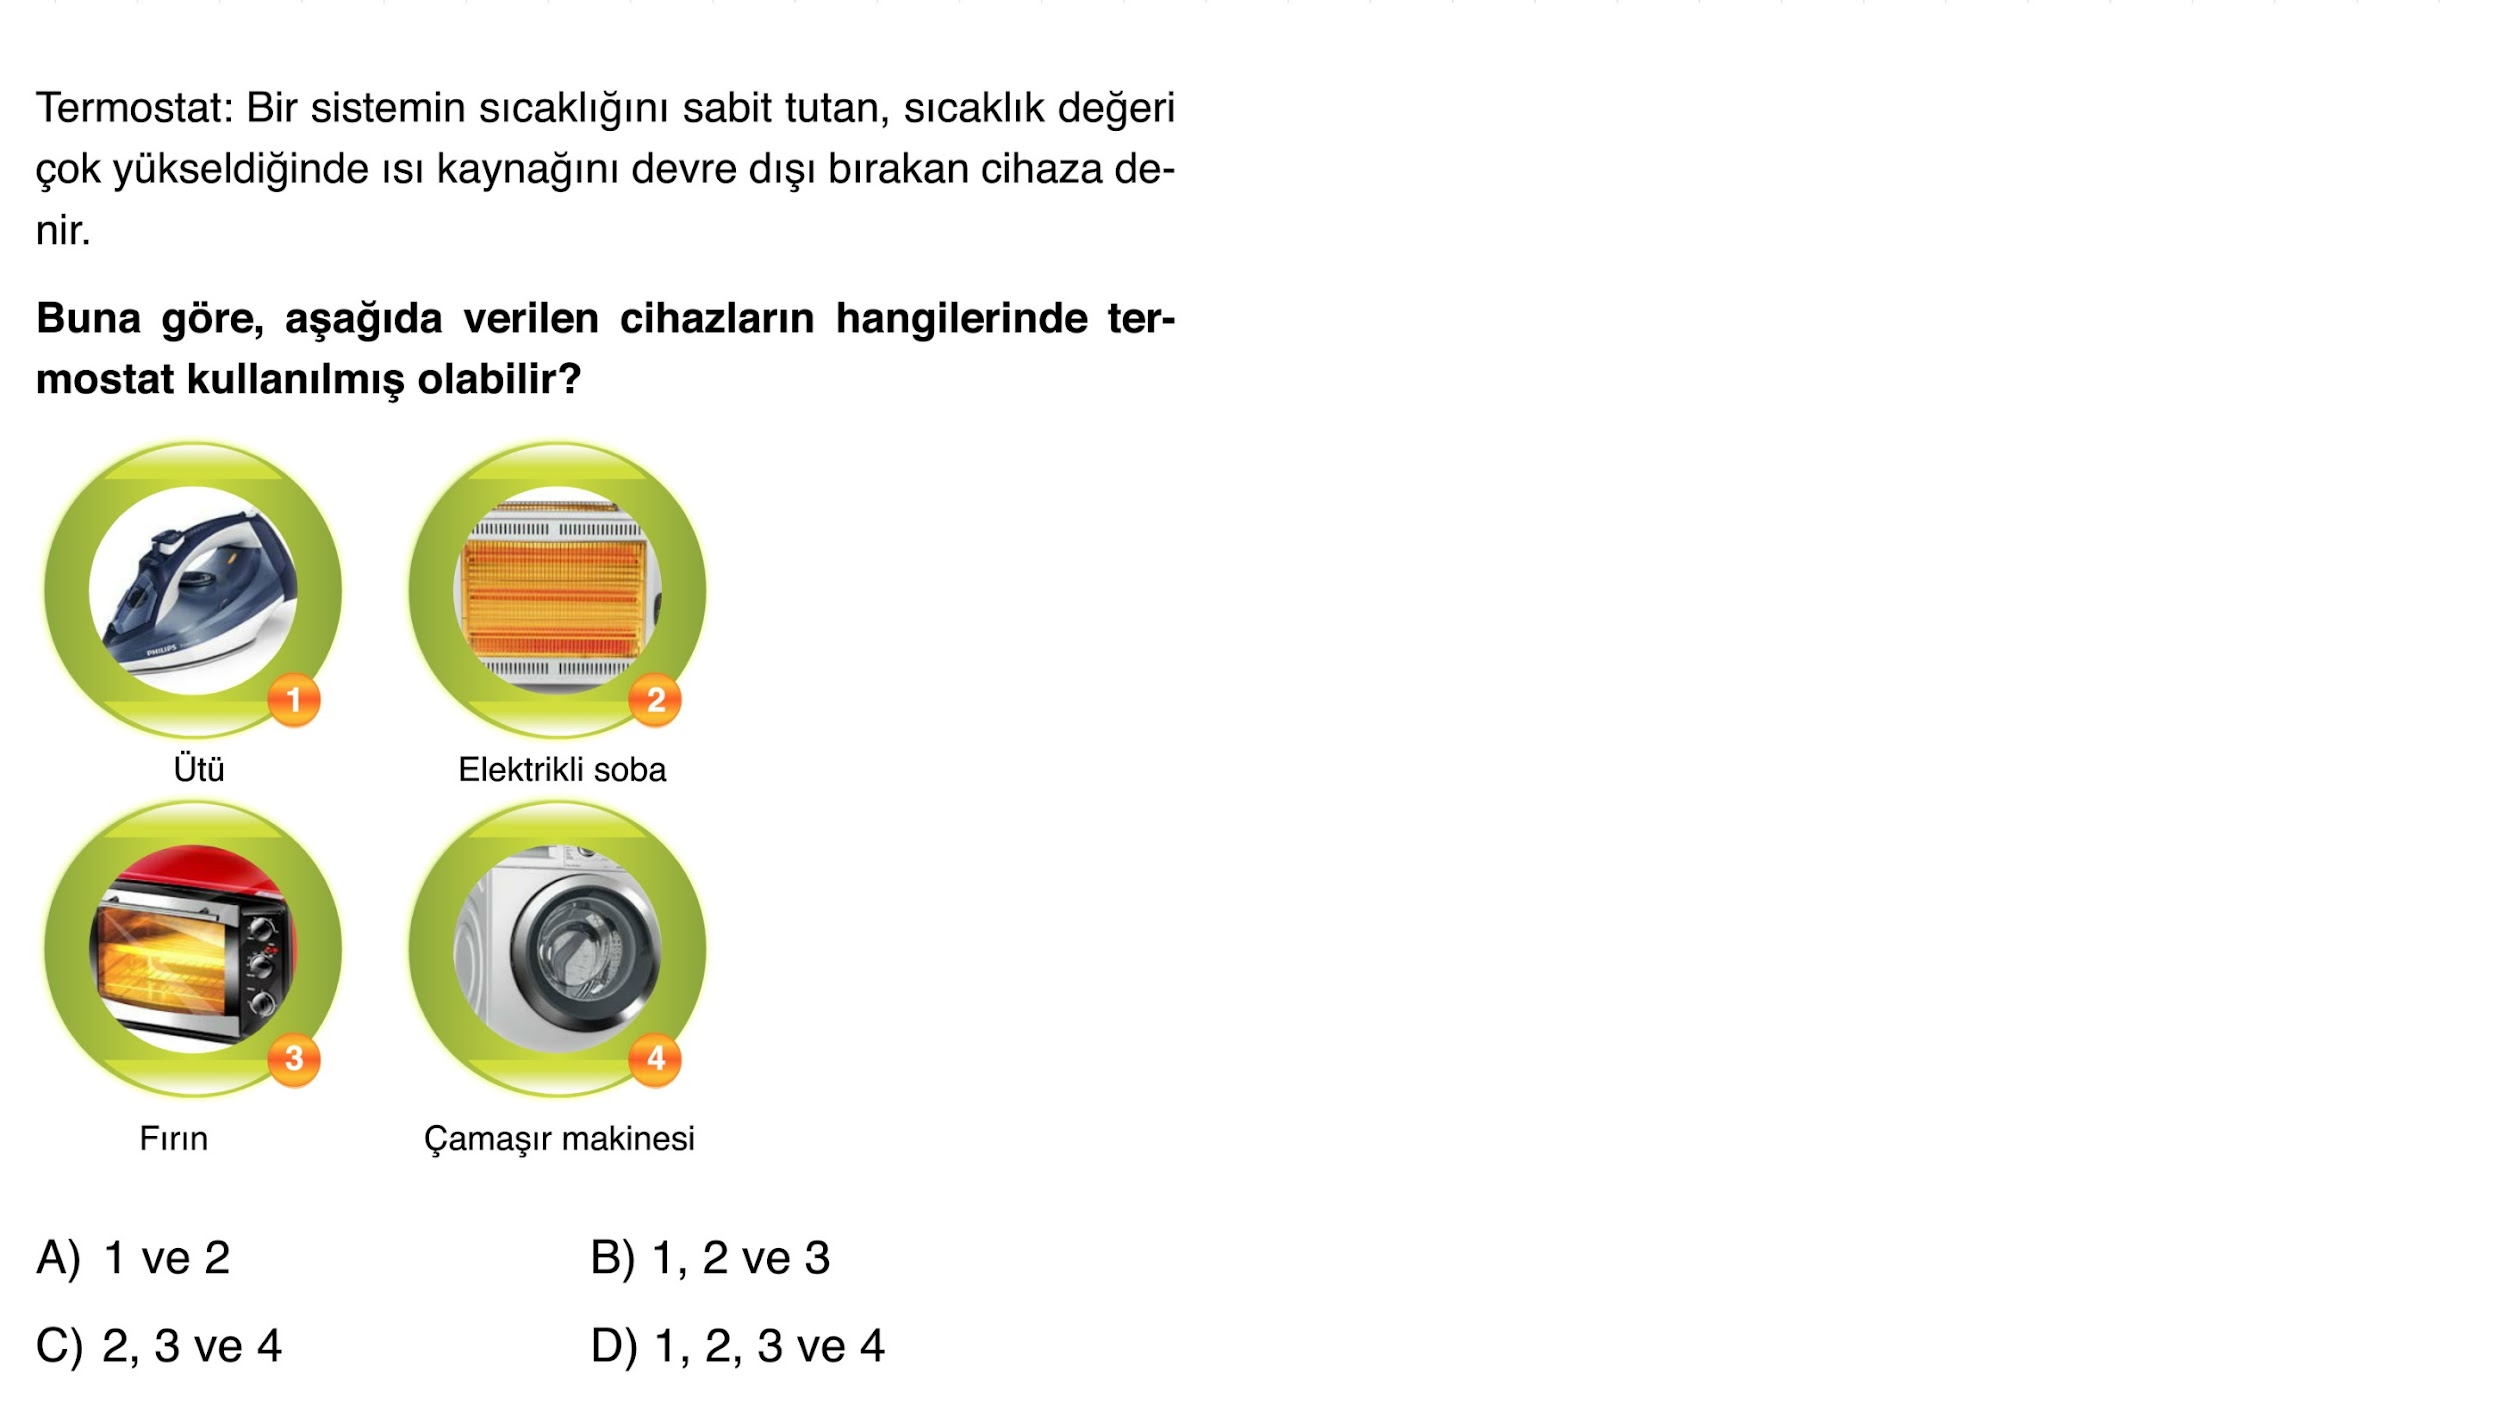 Termostat: Bir sistemin sıcaklığını sabit tutan, sıcaklık değeri
çok yükseldiğinde ısı kaynağını devre dışı bırakan cihaza de-
nir.
Buna göre, aşağıda verilen cihazların hangilerinde ter-
mostat kullanılmış olabilir?
PHILIPS
1
2
Ütü
Elektrikli soba
3
4
Fırın
Çamaşır makinesi
A) 1 ve 2
B) 1, 2 ve 3
C) 2, 3 ve 4
D) 1, 2, 3 ve 4